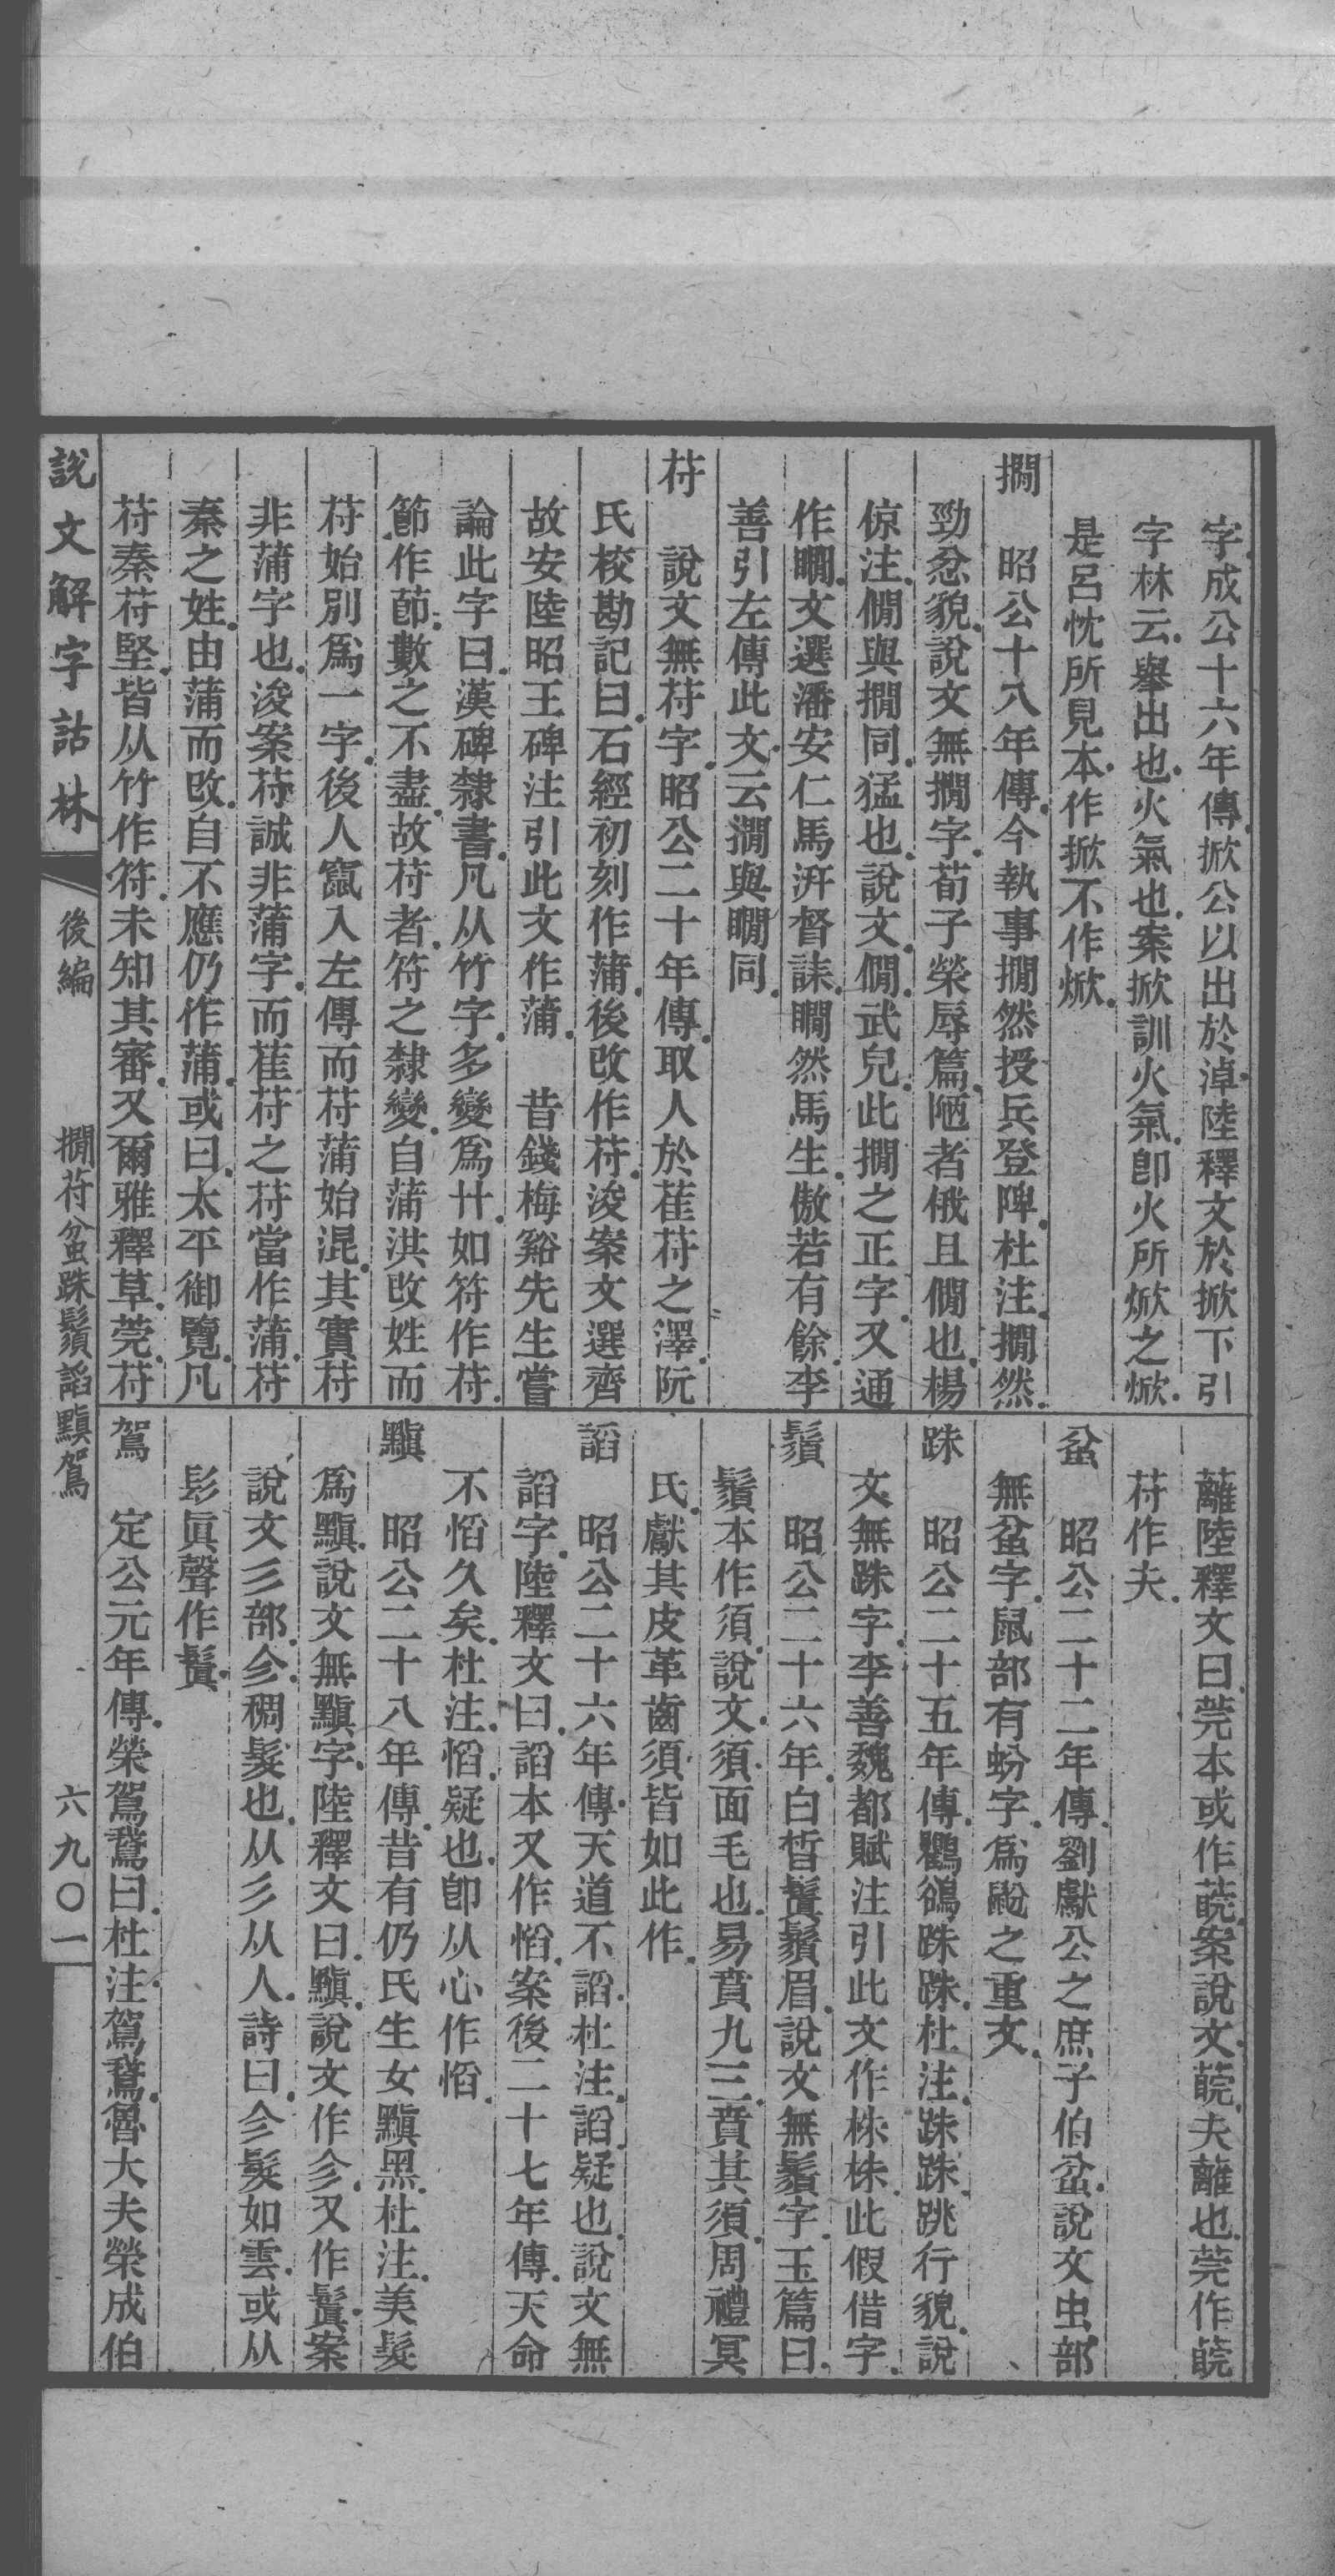 字成公十六年傳掀公以出於淖陸釋文於掀下引
字林云舉出也火氣也案掀訓火氣卽火所焮之焮
是呂忱所見本作掀不作焮
撊　昭公十八年傳今執事撊然授兵登陴杜注撊然
勁忿貌說文無撊字荀子榮辱篇陋者俄且僩也楊
倞注僩與撊同猛也說文僩武皃此撊之正字又通
作瞷文選潘安仁馬汧督誄瞷然馬生傲若有餘李
善引左傳此文云撊與瞷同
苻　說文無苻字昭公二十年傳取人於萑苻之澤阮
氏校勘記曰石經初刻作蒲後改作苻浚案文選齊
故安陸昭王碑注引此文作蒲　昔錢梅谿先生嘗
論此字曰漢碑隸書凡从竹字多變爲廾如符作苻
節作莭數之不盡故苻者符之隸變自蒲洪改姓而
苻始別爲一字後人竄入左傳而苻蒲始混其實苻
非蒲字也浚案苻誠非蒲字而萑苻之苻當作蒲苻
秦之姓由蒲而改自不應仍作蒲或曰太平御覽凡
苻秦苻堅皆从竹作符未知其審又爾雅釋草莞苻
蘺陸釋文曰莞本或作䓪案說文䓪夫蘺也莞作䓪
苻作夫
蚠　昭公二十二年傳劉獻公之庶子伯蚠說文虫部
無蚠字鼠部有蚡字爲鼢之重文
跦　昭公二十五年傳鸜鵒跦跦杜注跦跦跳行貌說
文無跦字李善魏都賦注引此文作株株此假借字
鬚　昭公二十六年白晳鬒鬚眉說文無鬚字玉篇曰
鬚本作須說文須面毛也易賁九三賁其須周禮冥
氏獻其皮革齒須皆如此作
謟　昭公二十六年傳天道不謟杜注謟疑也說文無
謟字陸釋文曰謟本又作慆案後二十七年傳天命
不慆久矣杜注慆疑也卽从心作慆
黰　昭公二十八年傳昔有仍氏生女黰黑杜注美髮
爲黰說文無黰字陸釋文曰黰說文作㐱又作鬒案
說文彡部㐱稠髮也从彡从人詩曰㐱髮如雲或从
髟眞聲作鬒
鴐　定公元年傳榮鴐鵞曰杜注鴐鵞魯大夫榮成伯
說文解字詁林　後編　撊苻蚠跦鬚謟黰鴐　六九〇一